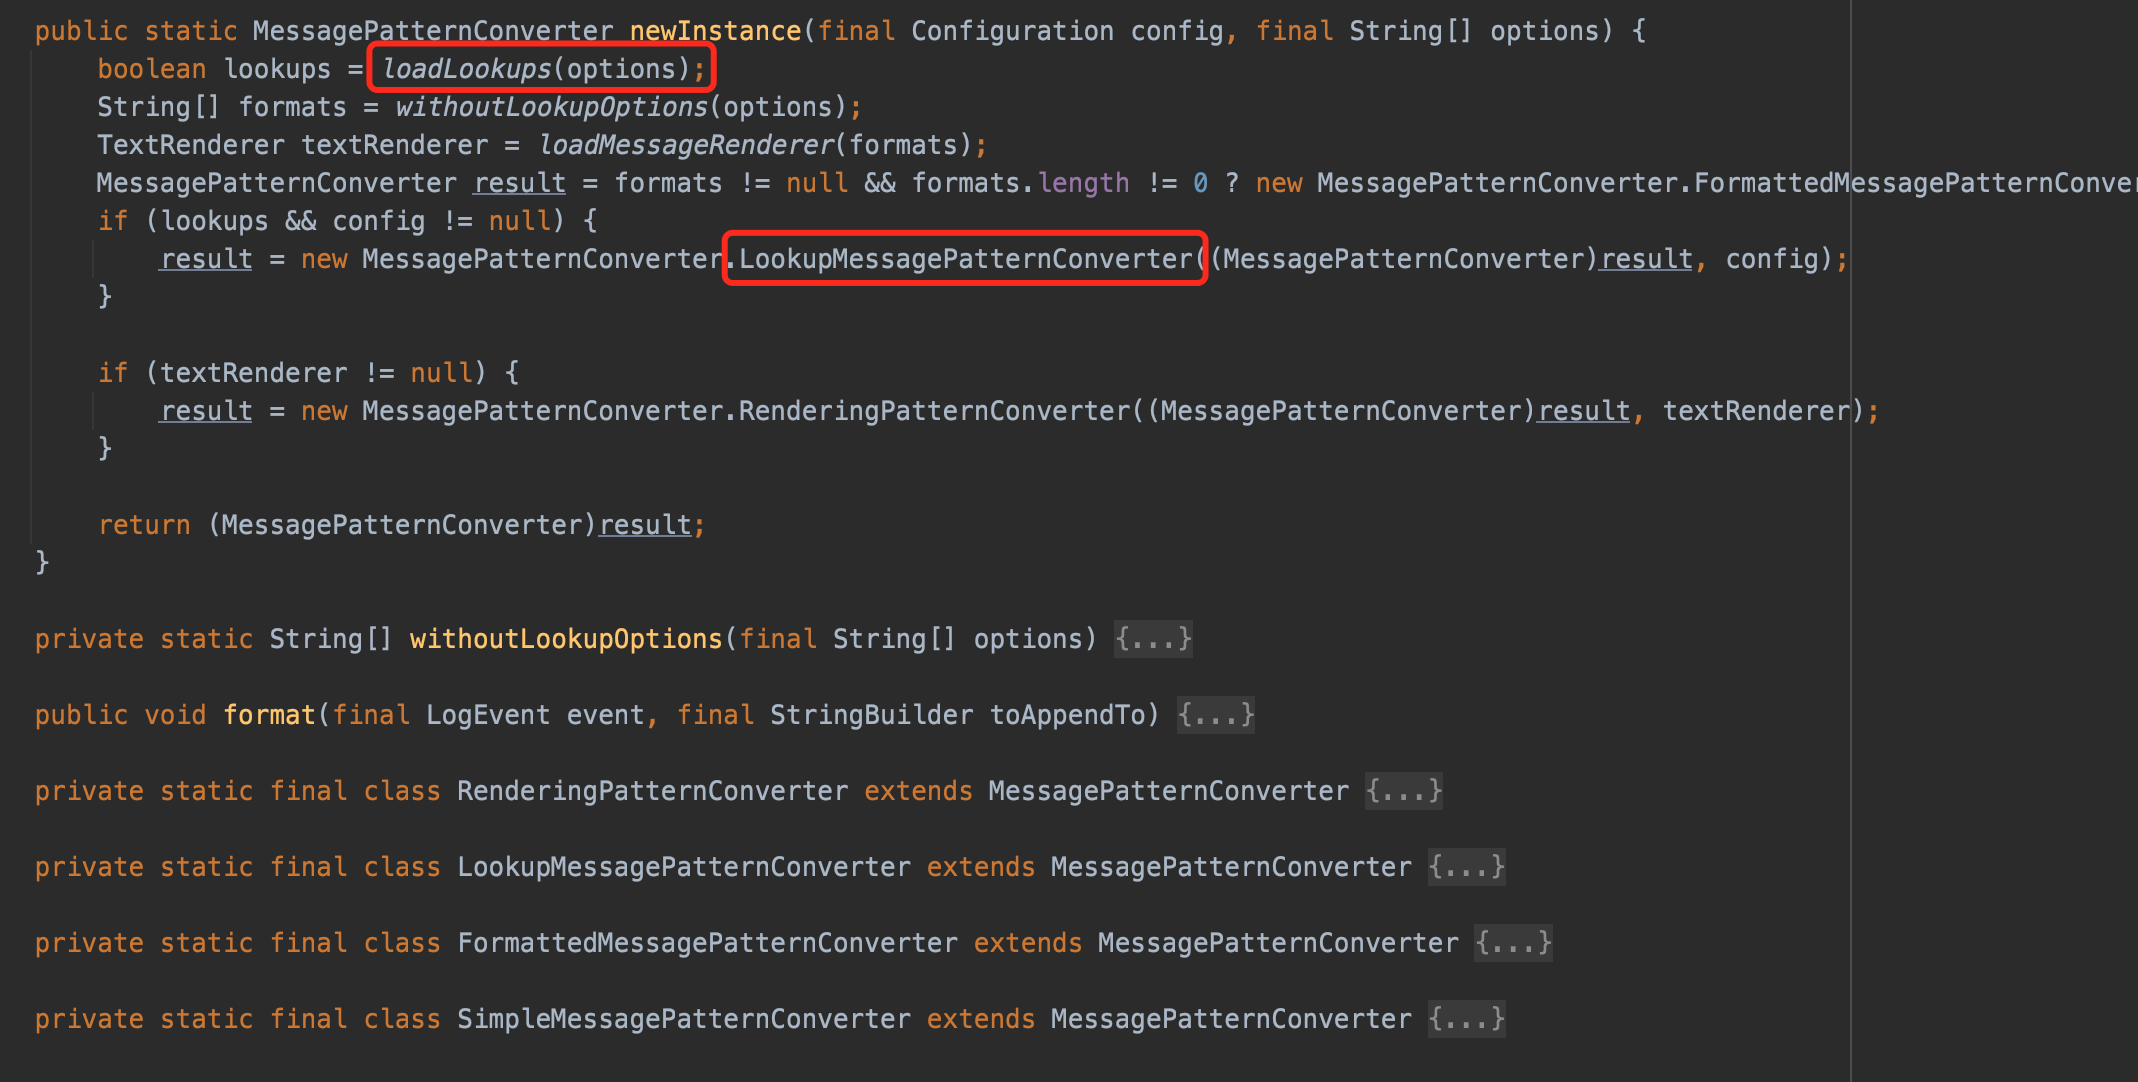 public static MessagePatternConverter newInstance(final Configuration config, final String[] options) {
    boolean lookups = loadLookups(options);
    String[] formats = withoutLookupOptions(options);
    TextRenderer textRenderer = loadMessageRenderer(formats);
    MessagePatternConverter result = formats != null && formats.length != 0 ? new MessagePatternConverter.FormattedMessagePatternConver
    if (lookups && config != null) {
        result = new MessagePatternConverter.LookupMessagePatternConverter((MessagePatternConverter)result, config);
    }
    if (textRenderer != null) {
        result = new MessagePatternConverter.RenderingPatternConverter((MessagePatternConverter)result, textRenderer);
    }
    return (MessagePatternConverter)result;
}
private static String[] withoutLookupOptions(final String[] options) {...}
public void format(final LogEvent event, final StringBuilder toAppendTo) {...}
private static final class RenderingPatternConverter extends MessagePatternConverter {...}
private static final class LookupMessagePatternConverter extends MessagePatternConverter {...}
private static final class FormattedMessagePatternConverter extends MessagePatternConverter {...}
private static final class SimpleMessagePatternConverter extends MessagePatternConverter {...}